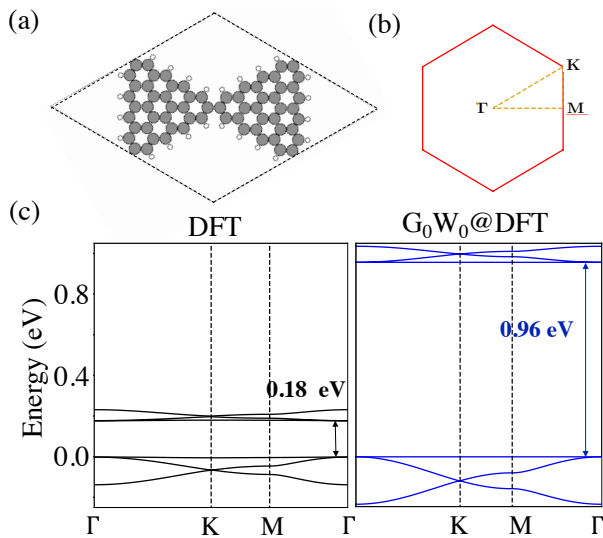 (a)
(b)
K
Γ
M
(c)
DFT
G₀W₀@DFT
Energy (eV)
0.8
0.4
0.0
0.18 eV
0.96 eV
Γ K M Γ K M Γ